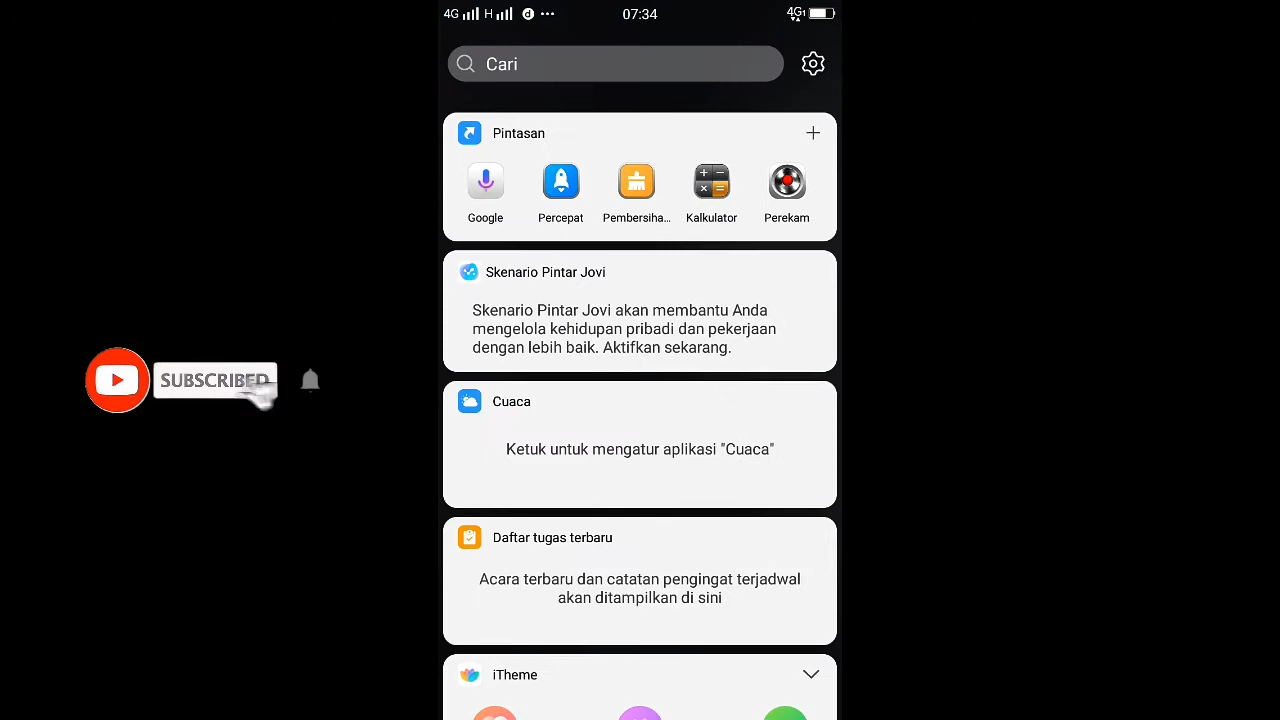 4G H 07:34 4G1
Cari
Pintasan
Google Percepat Pembersiha... Kalkulator Perekam
Skenario Pintar Jovi
Skenario Pintar Jovi akan membantu Anda
mengelola kehidupan pribadi dan pekerjaan
dengan lebih baik. Aktifkan sekarang.
SUBSCRIBED
Cuaca
Ketuk untuk mengatur aplikasi "Cuaca"
Daftar tugas terbaru
Acara terbaru dan catatan pengingat terjadwal
akan ditampilkan di sini
iTheme